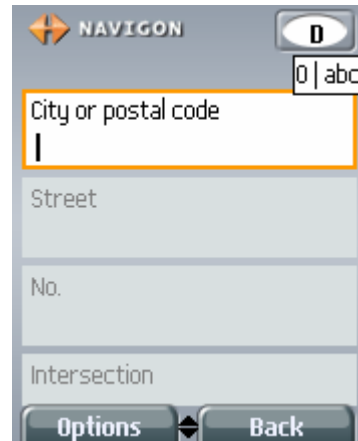 NAVIGON
D
0 | abc
City or postal code
Street
No.
Intersection
Options Back